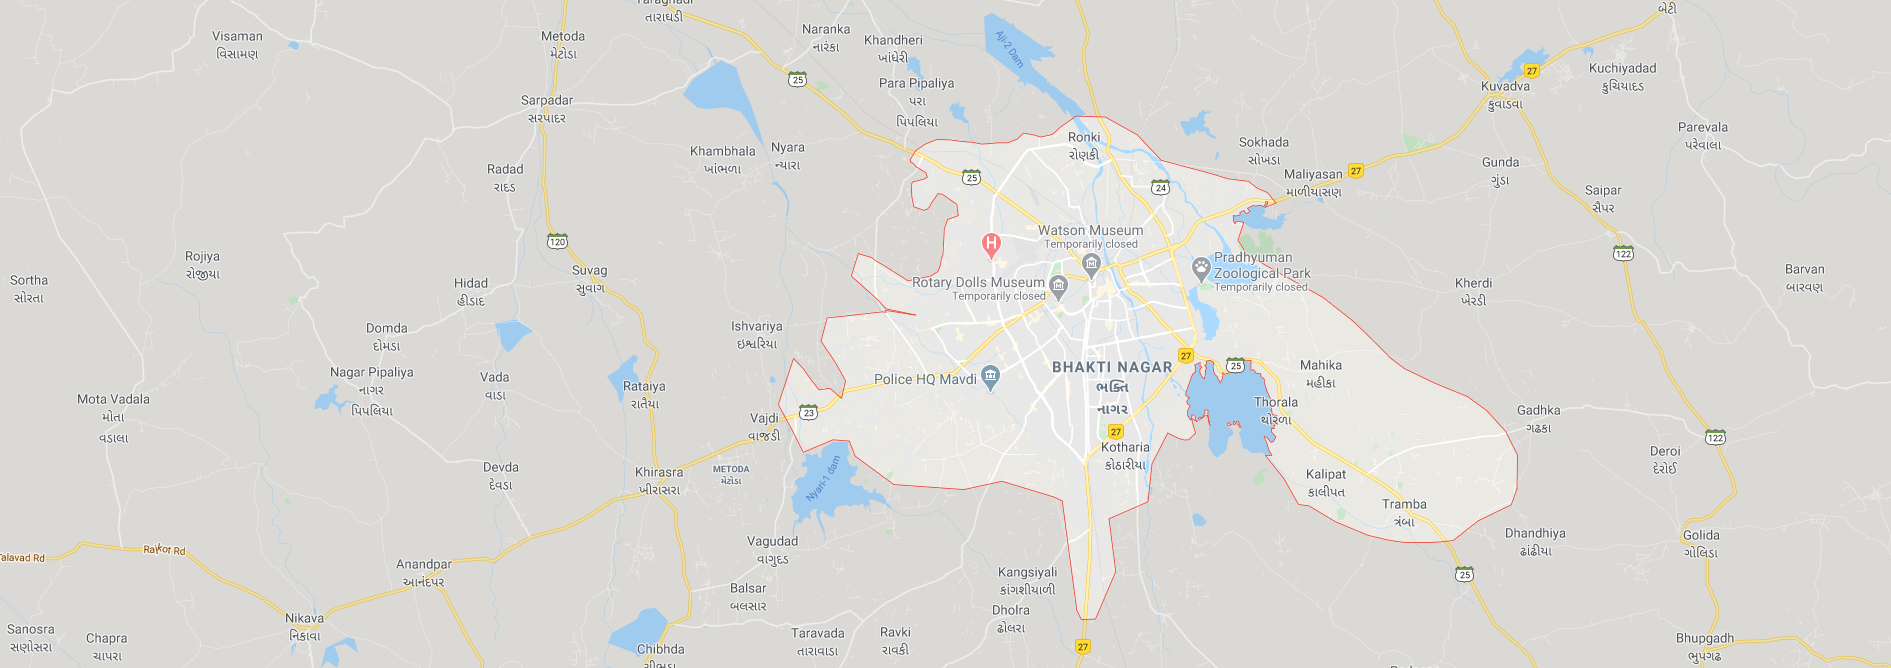 તારાઘડી
Visaman
વિસામણ
Metoda
મેટોડા
Naranka
નારંકા
Khandheri
ખાંઘેરી
Aji-2 Dam
બેટી
25
27
Kuchiyadad
કુચિયાદડ
Para Pipaliya
પરા
પિપલિયા
Kuvadva
કુવાડવા
Sarpadar
સરપાદર
Parevala
પરેવાલા
Ronki
રોણકી
Sokhada
સોખડા
Khambhala
ખાંભળા
Nyara
ન્યારા
Gunda
ગુંડા
Radad
રાદડ
25
24
Maliyasan
માળીયાસણ
27
Saipar
સૈપર
120
H
Watson Museum
Temporarily closed
122
Rojiya
રોજીયા
Suvag
સુવાગ
Pradhyuman
Zoological Park
Temporarily closed
Sortha
સોરતા
Hidad
હીડાદ
Rotary Dolls Museum
Temporarily closed
Kherdi
ખેરડી
Barvan
બારવણ
Domda
દોમડા
Ishvariya
ઇશ્વરિયા
27
25
Nagar Pipaliya
નાગર
પિપલિયા
Vada
વાડા
Rataiya
રાતૈયા
Police HQ Mavdi
BHAKTI NAGAR
ભક્તિ
નાગર
Mahika
મહીકા
Mota Vadala
મોતા
વડાલા
Vajdi
વાજડી
23
27
Thorala
થોરળા
Gadhka
ગઢકા
122
Devda
દેવડા
Khirasra
ખીરાસરા
METODA
મેટોડા
Nyari-1 dam
Kotharia
કોઠારીયા
Kalipat
કાલીપત
Deroi
દેરોઈ
Tramba
ત્રંબા
Talavad Rd
Rajkot Rd
Anandpar
આનંદપર
Vagudad
વાગુદડ
Dhandhiya
ઢાંઢીયા
Golida
ગોલિડા
Balsar
બલસાર
Kangsiyali
કાંગશીયાળી
25
Nikava
નિકાવા
Dholra
ઢોલરા
Sanosra
સણોસરા
Chapra
ચાપરા
Chibhda
Taravada
તારાવાડા
Ravki
રાવકી
27
Bhupgadh
ભુપગઢ